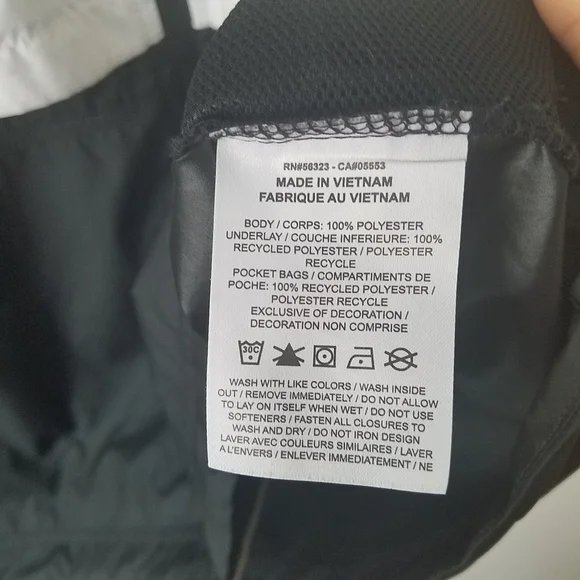 RN#56323 - CA#05553
MADE IN VIETNAM
FABRIQUE AU VIETNAM
BODY / CORPS: 100% POLYESTER
UNDERLAY / COUCHE INFERIEURE: 100%
RECYCLED POLYESTER / POLYESTER
RECYCLE
POCKET BAGS / COMPARTIMENTS DE
POCHE: 100% RECYCLED POLYESTER /
POLYESTER RECYCLE
EXCLUSIVE OF DECORATION /
DECORATION NON COMPRISE
30C
WASH WITH LIKE COLORS / WASH INSIDE
OUT / REMOVE IMMEDIATELY / DO NOT ALLOW
TO LAY ON ITSELF WHEN WET / DO NOT USE
SOFTENERS / FASTEN ALL CLOSURES TO
WASH AND DRY / DO NOT IRON DESIGN
LAVER AVEC COULEURS SIMILAIRES / LAVER
A L'ENVERS / ENLEVER IMMEDIATEMENT / NE